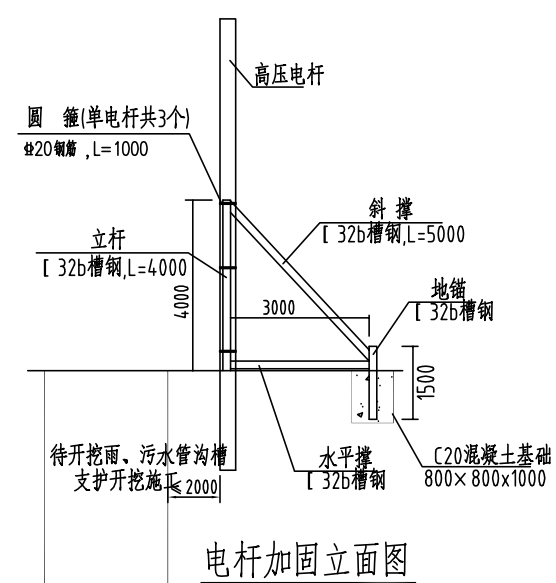 高压电杆
圆 箍(单电杆共3个)
Φ20钢筋,L=1000
斜 撑
[ 32b槽钢,L=5000
立杆
[ 32b槽钢,L=4000
4000
3000
地锚
[ 32b槽钢
1500
待开挖雨、污水管沟槽
支护开挖施工
≤2000
水平撑
[ 32b槽钢
C20混凝土基础
800×800x1000
电杆加固立面图